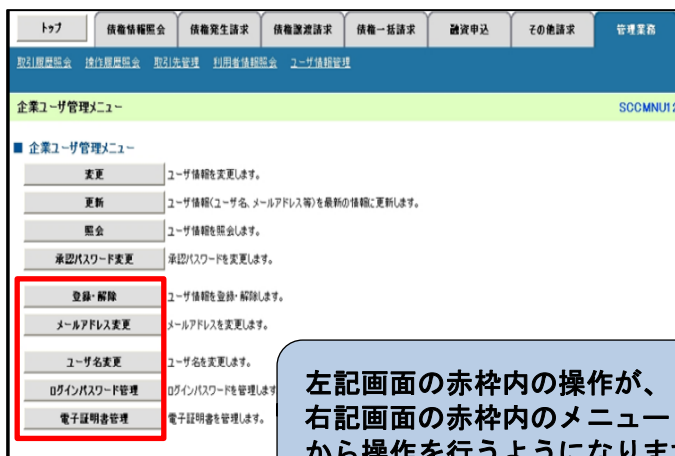 トップ 債権情報照会 債権発生請求 債権譲渡請求 債権一括請求 融資申込 その他請求 管理業務
取引履歴照会 操作履歴照会 取引先管理 利用者情報照会 ユーザ情報管理
企業ユーザ管理メニュー SCCMNU12
■ 企業ユーザ管理メニュー
変更 ユーザ情報を変更します。
更新 ユーザ情報(ユーザ名、メールアドレス等)を最新の情報に更新します。
照会 ユーザ情報を照会します。
承認パスワード変更 承認パスワードを変更します。
登録・解除 ユーザ情報を登録・解除します。
メールアドレス変更 メールアドレスを変更します。
ユーザ名変更 ユーザ名を変更します。
ログインパスワード管理 ログインパスワードを管理します
電子証明書管理 電子証明書を管理します。
左記画面の赤枠内の操作が、
右記画面の赤枠内のメニュー
から操作を行うようになります